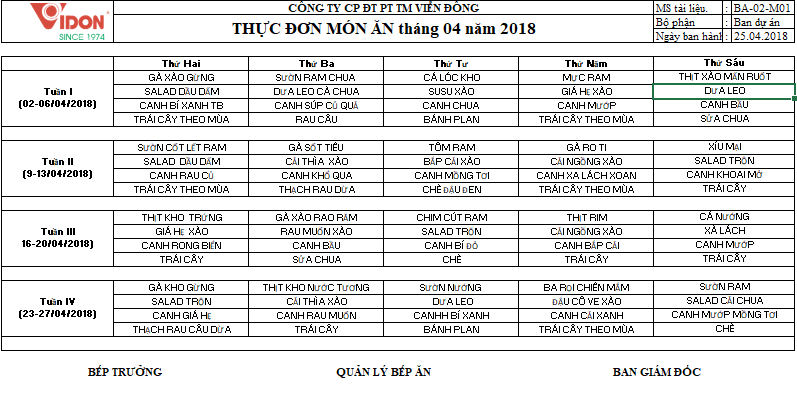 VIDON
SINCE 1974
CÔNG TY CP ĐT PT TM VIỄN ĐÔNG
THỰC ĐƠN MÓN ĂN tháng 04 năm 2018
MS tài liệu. : BA-02-M01
Bộ phận : Ban dự án
Ngày ban hành : 25.04.2018
Thứ Hai Thứ Ba Thứ Tư Thứ Năm Thứ Sáu
Tuần I
(02-06/04/2018)
GÀ XÀO GỪNG SƯỜN RAM CHUA CÁ LÓC KHO MỰC RAM THỊT XÀO MĂN RUỐT
SALAD DẦU DẤM DƯA LEO CÀ CHUA SUSU XÀO GIÁ HẸ XÀO DƯA LEO
CANH BÍ XANH TB CANH SÚP CỦ QUẢ CANH CHUA CANH MƯỚP CANH BẦU
TRÁI CÂY THEO MÙA RAU CÂU BÁNH PLAN TRÁI CÂY THEO MÙA SỮA CHUA
Tuần II
(9-13/04/2018)
SƯỜN CỐT LẾT RAM GÀ SỐT TIÊU TÔM RAM GÀ RO TI XÍU MẠI
SALAD DẦU DẤM CẢI THÌA XÀO BẮP CẢI XÀO CẢI NGỒNG XÀO SALAD TRỘN
CANH RAU CỦ CANH KHỔ QUA CANH MỒNG TƠI CANH XÀ LÁCH XOAN CANH KHOAI MỠ
TRÁI CÂY THEO MÙA THẠCH RAU DỪA CHÈ ĐẬU ĐEN TRÁI CÂY THEO MÙA TRÁI CÂY
Tuần III
16-20/04/2018)
THỊT KHO TRỨNG GÀ XÀO RAO RĂM CHIM CÚT RAM THỊT RIM CÁ NƯỚNG
GIÁ HẸ XÀO RAU MUỐN XÀO SALAD TRỘN CẢI NGỒNG XÀO XÀ LÁCH
CANH RONG BIỂN CANH BẦU CANH BÍ ĐỎ CANH BẮP CẢI CANH MƯỚP
TRÁI CÂY SỮA CHUA CHÈ TRÁI CÂY TRÁI CÂY
Tuần IV
(23-27/04/2018)
GÀ KHO GỪNG THỊT KHO NƯỚC TƯƠNG SƯỜN NƯỚNG BA RỌI CHIÊN MẮM SƯỜN RAM
SALAD TRỘN CẢI THÌA XÀO DƯA LEO ĐẬU CÔ VE XÀO SALAD CẢI CHUA
CANH GIÁ HẸ CANH RAU MUỐN CANHH BÍ XANH CANH CẢI XANH CANH MƯỚP MỒNG TƠI
THẠCH RAU CÂU DỪA TRÁI CÂY BÁNH PLAN TRÁI CÂY THEO MÙA CHÈ
BẾP TRƯỞNG QUẢN LÝ BẾP ĂN BAN GIÁM ĐỐC